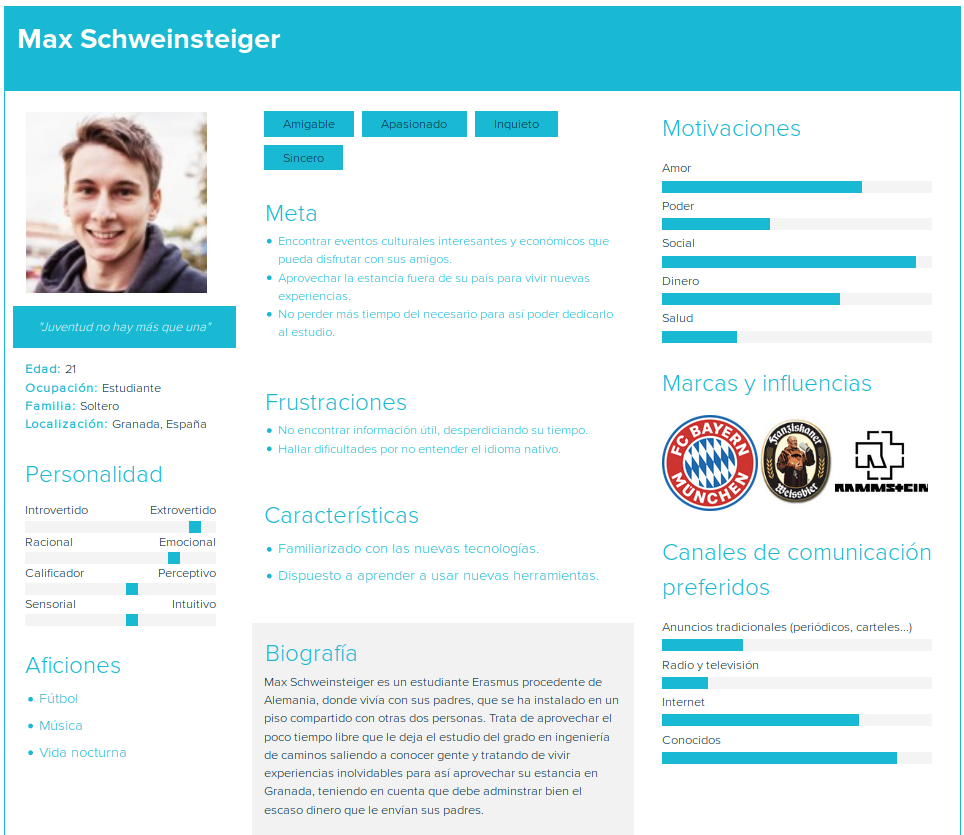 Max Schweinsteiger
"Juventud no hay más que una"
Edad: 21
Ocupación: Estudiante
Familia: Soltero
Localización: Granada, España
Personalidad
Introvertido Extrovertido
Racional Emocional
Calificador Perceptivo
Sensorial Intuitivo
Aficiones
Fútbol
Música
Vida nocturna
Amigable Apasionado Inquieto
Sincero
Meta
Encontrar eventos culturales interesantes y económicos que
pueda disfrutar con sus amigos.
Aprovechar la estancia fuera de su país para vivir nuevas
experiencias.
No perder más tiempo del necesario para así poder dedicarlo
al estudio.
Frustraciones
No encontrar información útil, desperdiciando su tiempo.
Hallar dificultades por no entender el idioma nativo.
Características
Familiarizado con las nuevas tecnologías.
Dispuesto a aprender a usar nuevas herramientas.
Biografía
Max Schweinsteiger es un estudiante Erasmus procedente de
Alemania, donde vivía con sus padres, que se ha instalado en un
piso compartido con otras dos personas. Trata de aprovechar el
poco tiempo libre que le deja el estudio del grado en ingeniería
de caminos saliendo a conocer gente y tratando de vivir
experiencias inolvidables para así aprovechar su estancia en
Granada, teniendo en cuenta que debe adminstrar bien el
escaso dinero que le envían sus padres.
Motivaciones
Amor
Poder
Social
Dinero
Salud
Marcas y influencias
FC BAYERN
MÜNCHEN
Franziskaner
Weissbier
RAMMSTEIN
Canales de comunicación
preferidos
Anuncios tradicionales (periódicos, carteles...)
Radio y televisión
Internet
Conocidos